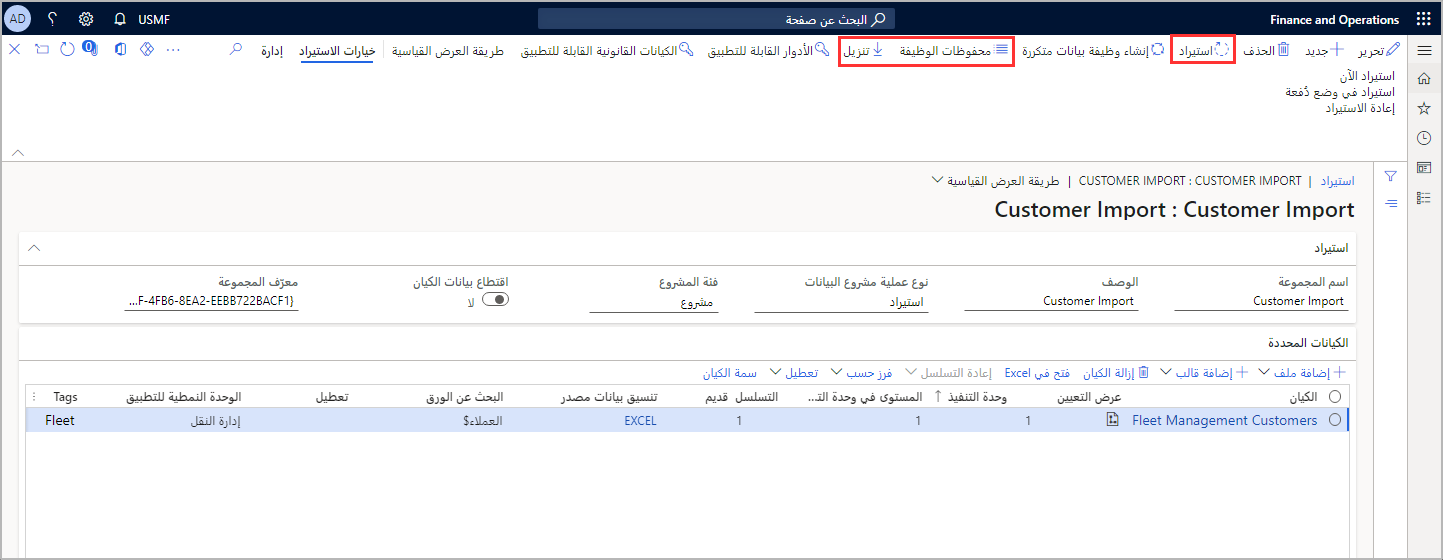 Finance and Operations
البحث عن صفحة
USMF
AD
تحرير
جديد
الحذف
استيراد
إنشاء وظيفة بيانات متكررة
محفوظات الوظيفة
تنزيل
الأدوار القابلة للتطبيق
الكيانات القانونية القابلة للتطبيق
طريقة العرض القياسية
خيارات الاستيراد
إدارة
0
استيراد الآن
استيراد في وضع دُفعة
إعادة الاستيراد
استيراد | CUSTOMER IMPORT : CUSTOMER IMPORT | طريقة العرض القياسية
Customer Import : Customer Import
استيراد
اسم المجموعة
Customer Import
الوصف
Customer Import
نوع عملية مشروع البيانات
استيراد
فئة المشروع
مشروع
اقتطاع بيانات الكيان
لا
معرّف المجموعة
...F-4FB6-8EA2-EEBB722BACF1}
الكيانات المحددة
إضافة ملف
إضافة قالب
إزالة الكيان
فتح في Excel
إعادة التسلسل
فرز حسب
تعطيل
سمة الكيان
الكيان
عرض التعيين
وحدة التنفيذ
المستوى في وحدة الت...
التسلسل
قديم
تنسيق بيانات مصدر
البحث عن الورق
تعطيل
الوحدة النمطية للتطبيق
Tags
Fleet Management Customers
1
1
1
EXCEL
العملاء$
إدارة النقل
Fleet